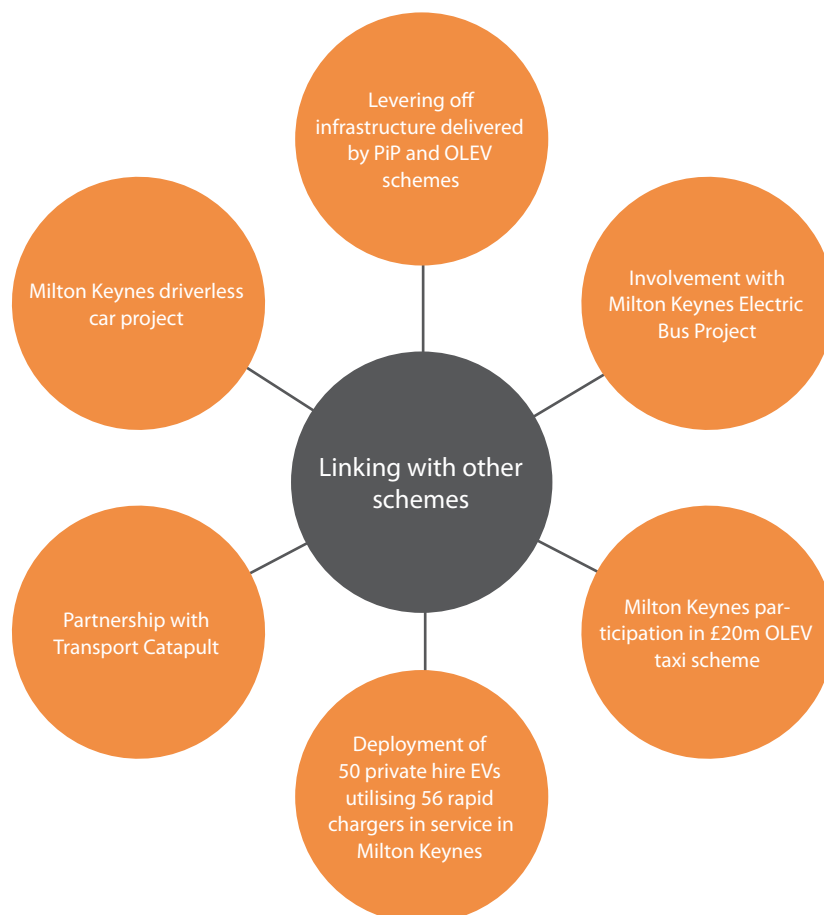 Levering off
infrastructure delivered
by PiP and OLEV
schemes
Milton Keynes driverless
car project
Involvement with
Milton Keynes Electric
Bus Project
Linking with other
schemes
Partnership with
Transport Catapult
Milton Keynes par-
ticipation in £20m OLEV
taxi scheme
Deployment of
50 private hire EVs
utilising 56 rapid
chargers in service in
Milton Keynes